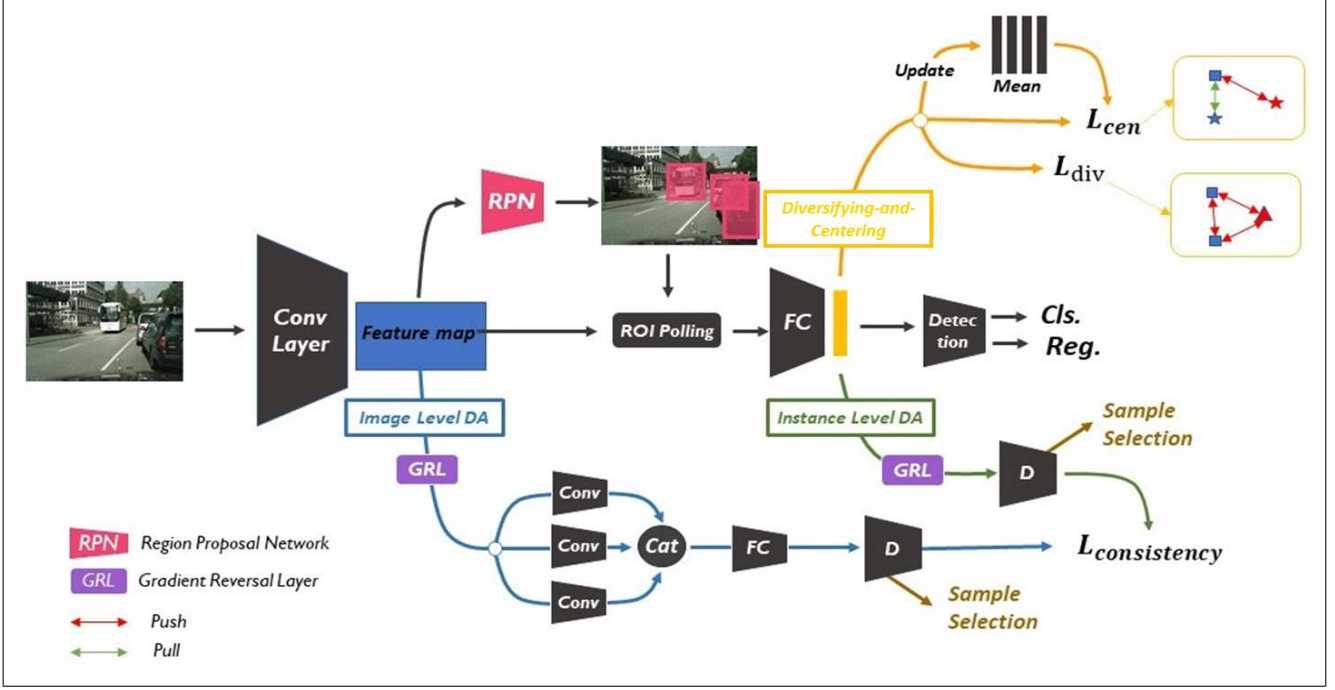 Update
Mean
L_cen
L_div
RPN
Diversifying-and-
Centering
Conv
Layer
Feature map
ROI Polling
FC
Detec
tion
Cls.
Reg.
Image Level DA
Instance Level DA
Sample
Selection
GRL
GRL
D
Conv
Conv
Conv
Cat
FC
D
L_consistency
Sample
Selection
RPN
Region Proposal Network
GRL
Gradient Reversal Layer
Push
Pull